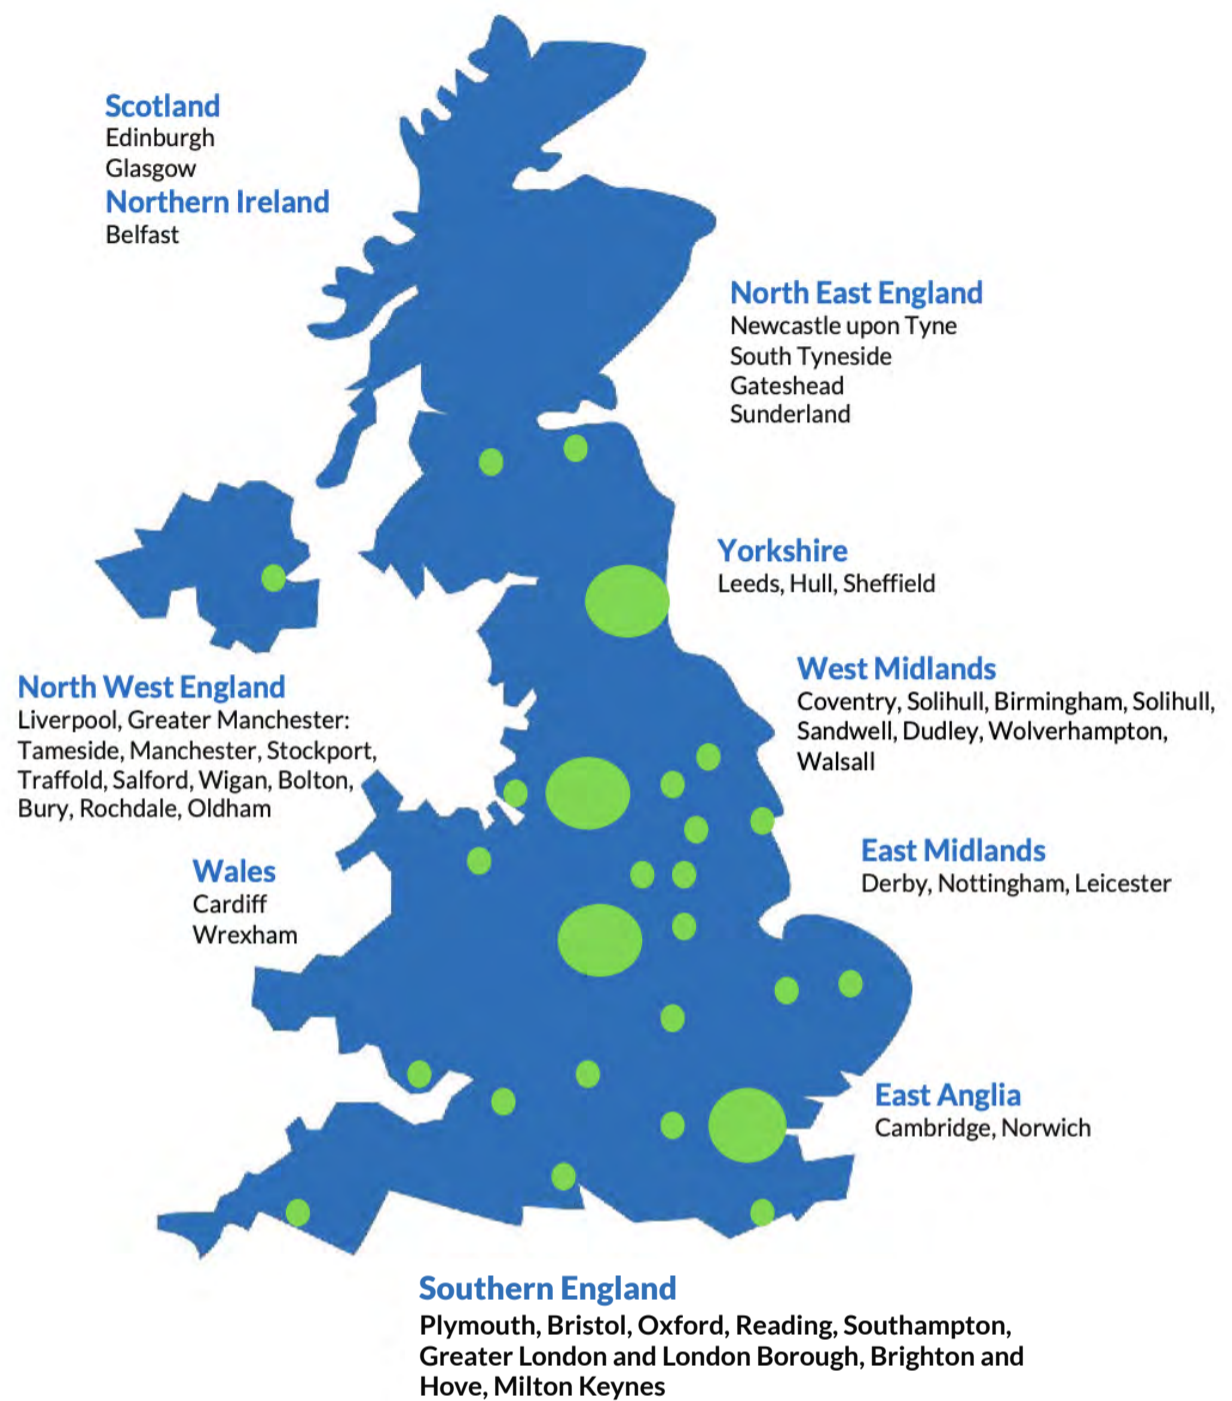 Scotland
Edinburgh
Glasgow
Northern Ireland
Belfast
North East England
Newcastle upon Tyne
South Tyneside
Gateshead
Sunderland
Yorkshire
Leeds, Hull, Sheffield
West Midlands
Coventry, Solihull, Birmingham, Solihull,
Sandwell, Dudley, Wolverhampton,
Walsall
North West England
Liverpool, Greater Manchester:
Tameside, Manchester, Stockport,
Traffold, Salford, Wigan, Bolton,
Bury, Rochdale, Oldham
East Midlands
Derby, Nottingham, Leicester
Wales
Cardiff
Wrexham
East Anglia
Cambridge, Norwich
Southern England
Plymouth, Bristol, Oxford, Reading, Southampton,
Greater London and London Borough, Brighton and
Hove, Milton Keynes